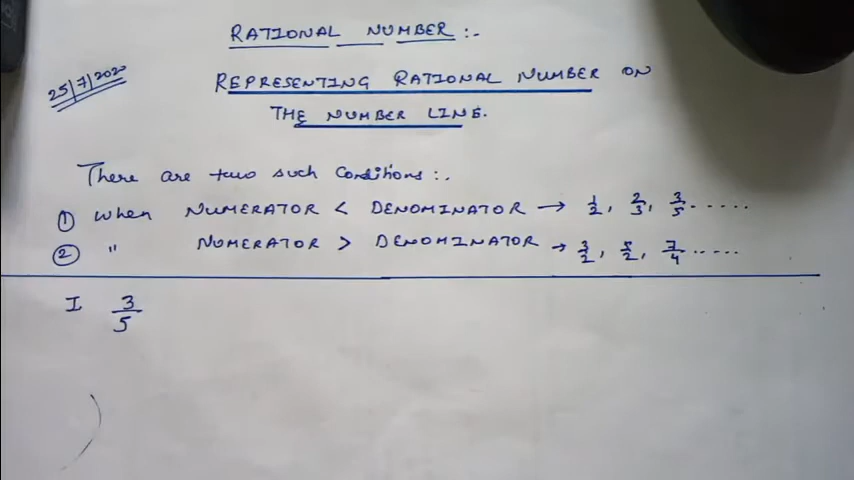 RATIONAL NUMBER :-
25/7/2020
REPRESENTING RATIONAL NUMBER ON
THE NUMBER LINE.
There are two such Conditions :.
① When NUMERATOR < DENOMINATOR → 1/2, 2/3, 3/5 .....
② " NUMERATOR > DENOMINATOR → 3/2, 5/2, 7/4 .....
I 3/5